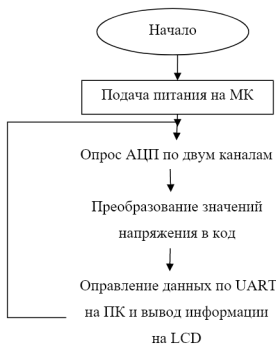 Начало
Подача питания на МК
Опрос АЦП по двум каналам
Преобразование значений
напряжения в код
Оправление данных по UART
на ПК и вывод информации
на LCD